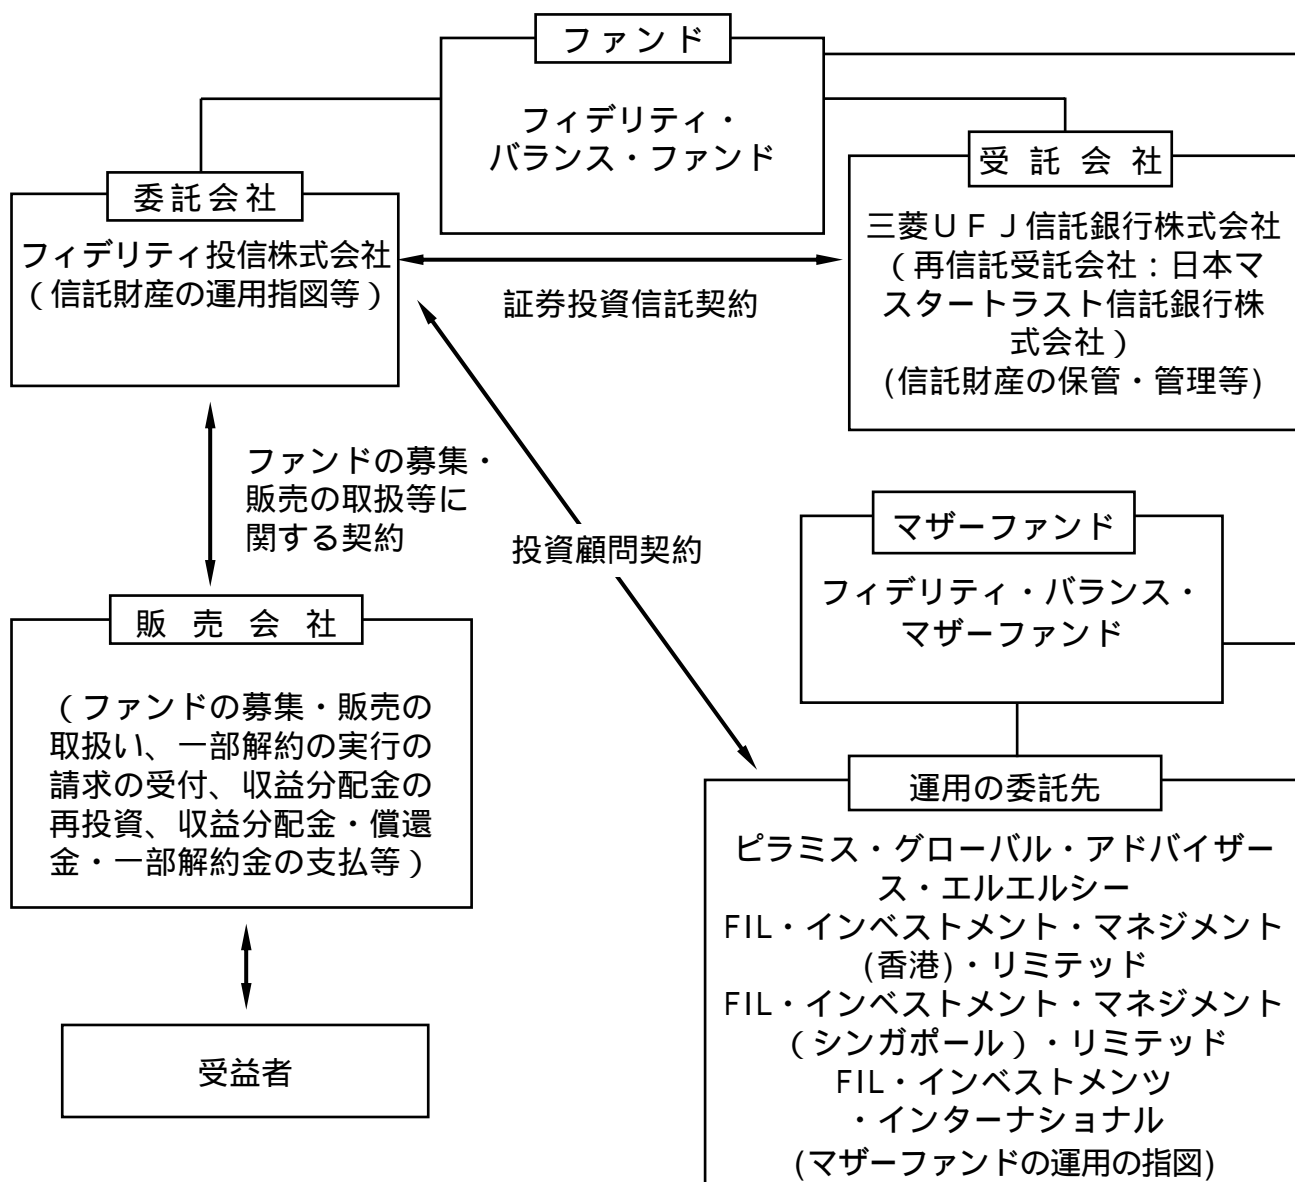 ファンド
フィデリティ・
バランス・ファンド
委託会社
フィデリティ投信株式会社
(信託財産の運用指図等)
受託会社
三菱UFJ信託銀行株式会社
(再信託受託会社:日本マ
スタートラスト信託銀行株
式会社)
(信託財産の保管・管理等)
証券投資信託契約
ファンドの募集・
販売の取扱等に
関する契約
投資顧問契約
マザーファンド
フィデリティ・バランス・
マザーファンド
販売会社
(ファンドの募集・販売の
取扱い、一部解約の実行の
請求の受付、収益分配金の
再投資、収益分配金・償還
金・一部解約金の支払等)
受益者
運用の委託先
ピラミス・グローバル・アドバイザー
ス・エルエルシー
FIL・インベストメント・マネジメント
(香港)・リミテッド
FIL・インベストメント・マネジメント
(シンガポール)・リミテッド
FIL・インベストメンツ
・インターナショナル
(マザーファンドの運用の指図)